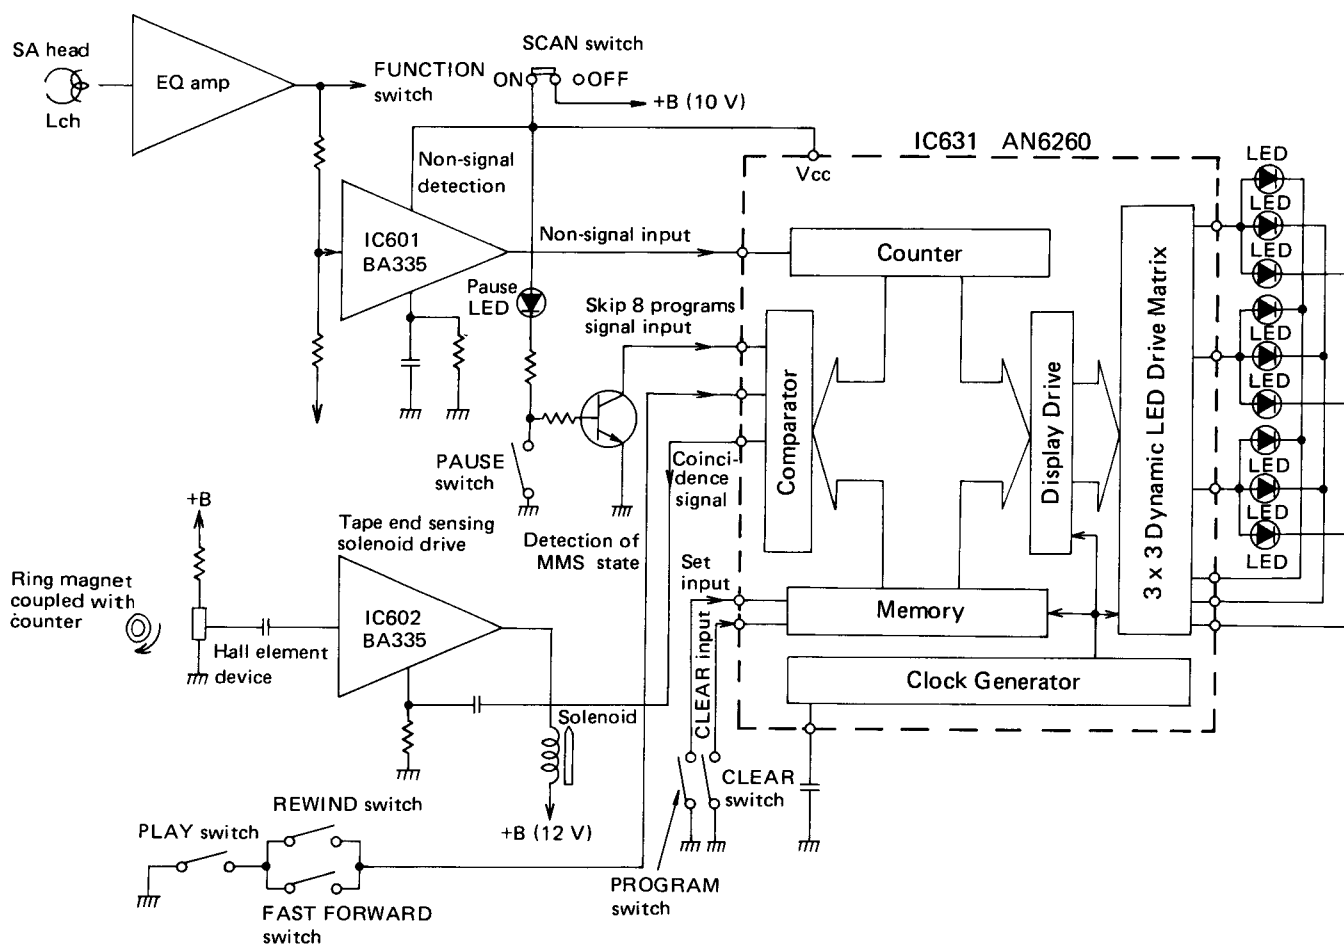 SA head
Lch
EQ amp
FUNCTION
switch
SCAN switch
ON
OFF
+B (10 V)
Non-signal
detection
IC601
BA335
Non-signal input
Pause
LED
Skip 8 programs
signal input
PAUSE
switch
Coinci-
dence
signal
Detection of
MMS state
IC631 AN6260
Vcc
Counter
Comparator
Display Drive
3 x 3 Dynamic LED Drive Matrix
Memory
Clock Generator
LED
LED
LED
LED
LED
LED
LED
LED
LED
+B
Ring magnet
coupled with
counter
Hall element
device
Tape end sensing
solenoid drive
IC602
BA335
Solenoid
+B (12 V)
Set
input
CLEAR input
CLEAR
switch
PROGRAM
switch
PLAY switch
REWIND switch
FAST FORWARD
switch